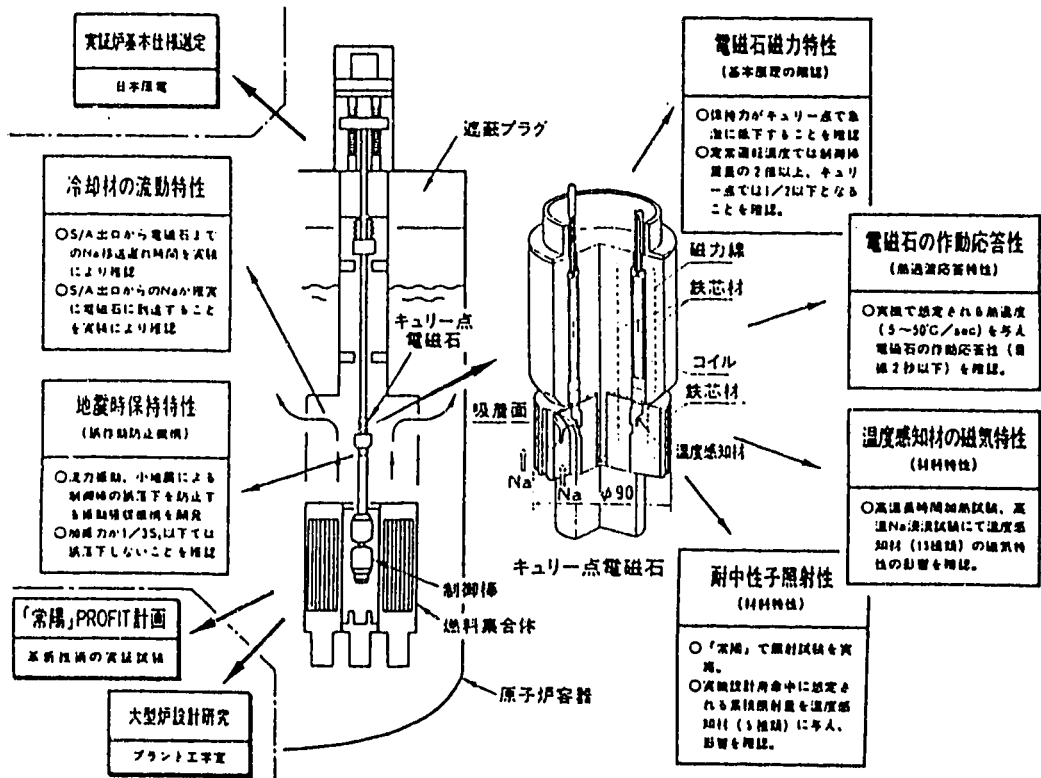 実証炉基本仕様選定
日本原電
冷却材の流動特性
○S/A出口から電磁石まで
のNa移送遅れ時間を実験
により確認
○S/A出口からのNaが確実
に電磁石に到達すること
を実験により確認
地震時保持特性
(誤作動防止機構)
○流力振動、小地震による
制御棒の誤落下を防止す
る振動吸収機構を開発
○加振力が1/3S₁以下では
誤落下しないことを確認
「常陽」PROFIT計画
革新技術の実証試験
大型炉設計研究
プラント工学室
遮蔽プラグ
キュリー点
電磁石
制御棒
燃料集合体
原子炉容器
磁力線
鉄芯材
コイル
鉄芯材
吸着面
温度感知材
Na
Na
φ90
キュリー点電磁石
電磁石磁力特性
(基本原理の確認)
○保持力がキュリー点で急
激に低下することを確認
○定常運転温度では制御棒
重量の2倍以上、キュリ
ー点では1/2以下となる
ことを確認。
電磁石の作動応答性
(熱過渡応答特性)
○実機で想定される熱過度
(5~50℃/sec)を与え
電磁石の作動応答性(目
標2秒以下)を確認。
温度感知材の磁気特性
(材料特性)
○高温長時間加熱試験、高
温Na浸漬試験にて温度感
知材(13種類)の磁気特
性の影響を確認。
耐中性子照射性
(材料特性)
○「常陽」で照射試験を実
施。
○実機設計寿命中に想定さ
れる累積照射量を温度感
知材(5種類)に与え、
影響を確認。